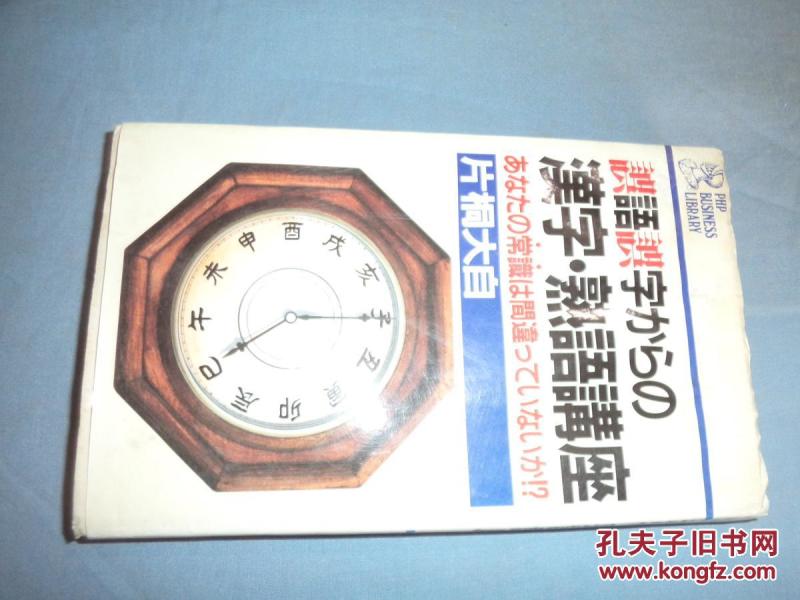 PHP
BUSINESS
LIBRARY
誤語誤字からの
漢字・熟語講座
あなたの常識は間違っていないか!?
片桐大自
子
丑
寅
卯
辰
巳
午
未
申
酉
戌
亥
孔夫子旧书网
www.kongfz.com